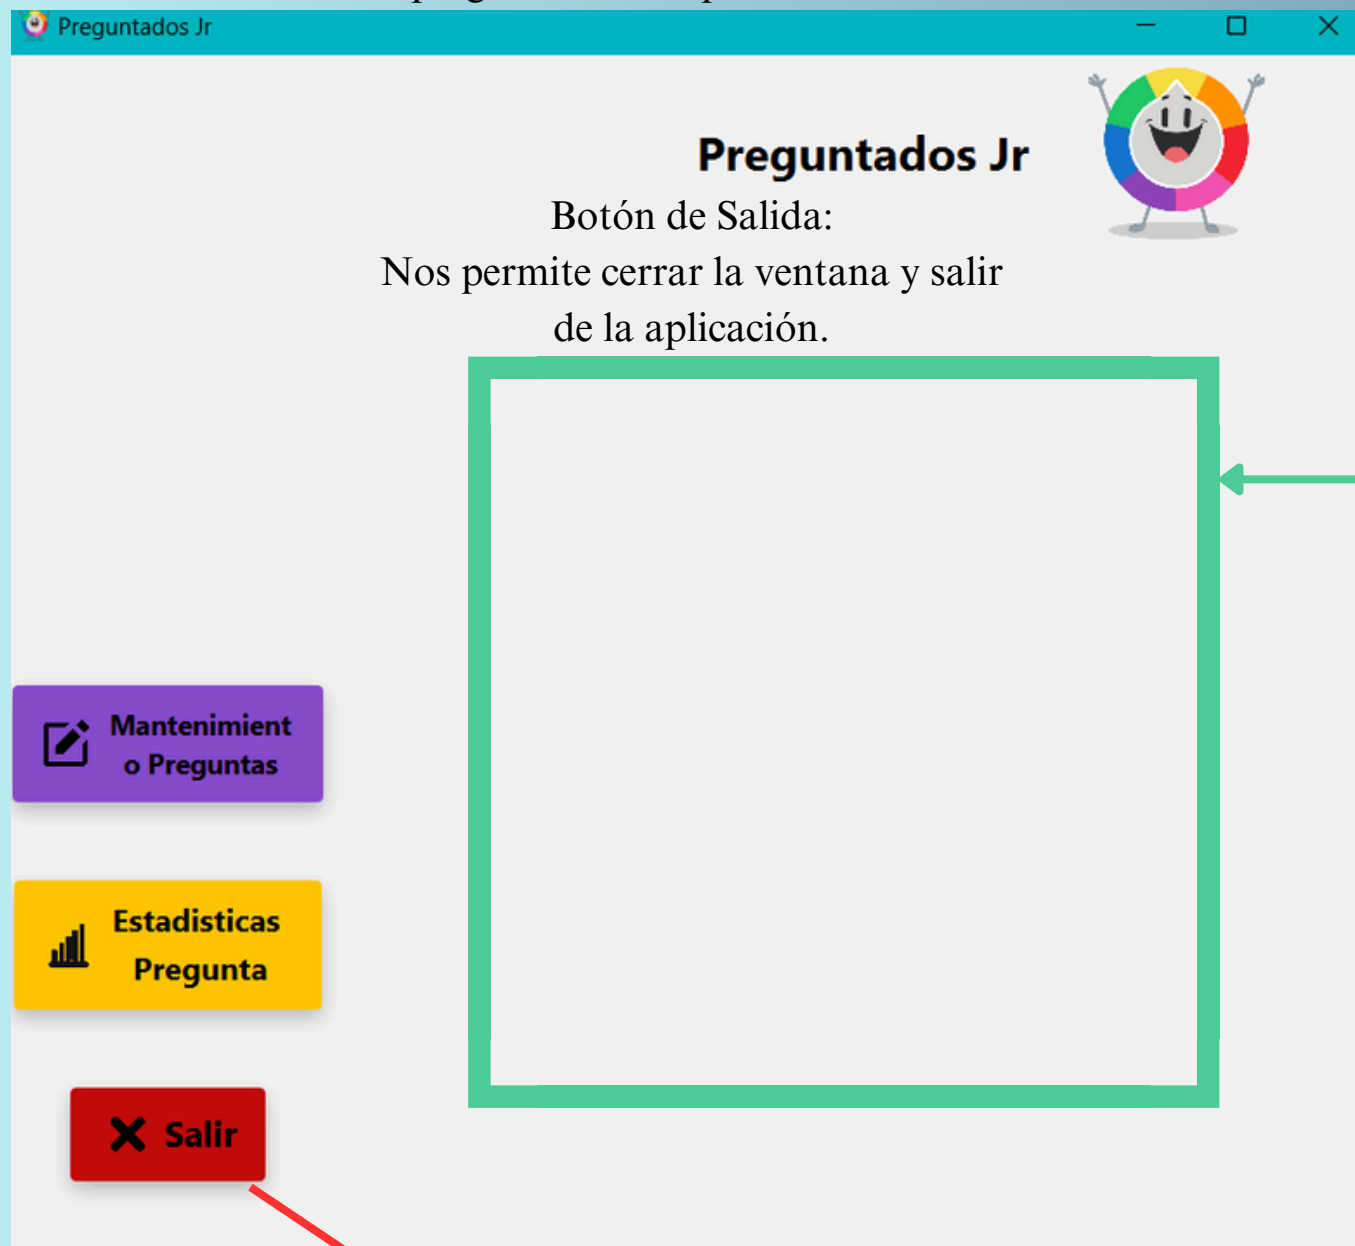 Preguntados Jr
Preguntados Jr
Botón de Salida:
Nos permite cerrar la ventana y salir
de la aplicación.
Mantenimient
o Preguntas
Estadisticas
Pregunta
Salir